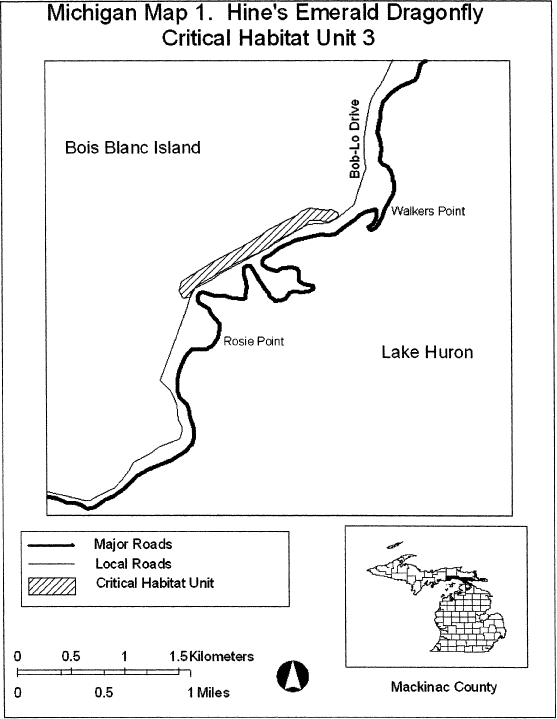 Michigan Map 1. Hine's Emerald Dragonfly
Critical Habitat Unit 3
Bob-Lo Drive
Bois Blanc Island
Walkers Point
Rosie Point
Lake Huron
Major Roads
Local Roads
Critical Habitat Unit
0 0.5 1 1.5 Kilometers
0 0.5 1 Miles
Mackinac County